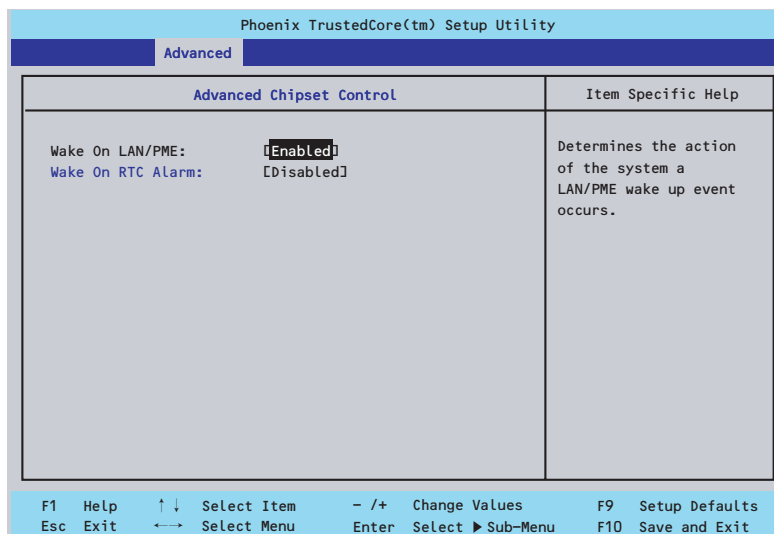 Phoenix TrustedCore(tm) Setup Utility
Advanced
Advanced Chipset Control
Item Specific Help
Wake On LAN/PME: [Enabled]
Wake On RTC Alarm: [Disabled]
Determines the action
of the system a
LAN/PME wake up event
occurs.
F1 Help ↑↓ Select Item - /+ Change Values F9 Setup Defaults
Esc Exit ←→ Select Menu Enter Select ▶ Sub-Menu F10 Save and Exit